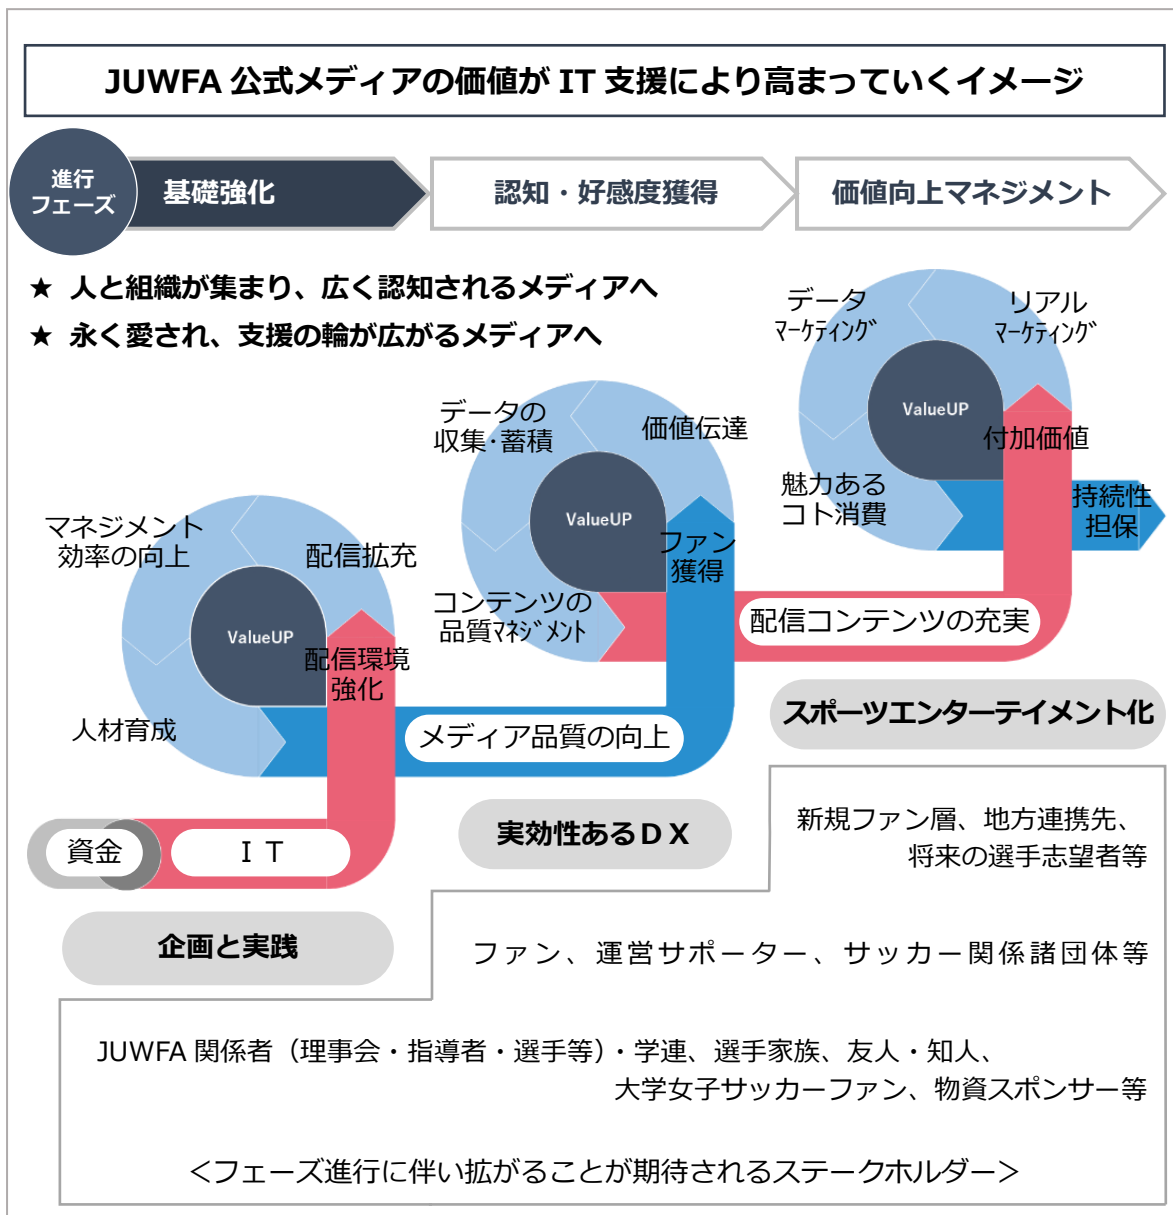 JUWFA 公式メディアの価値が IT 支援により高まっていくイメージ
進行
フェーズ
基礎強化
認知・好感度獲得
価値向上マネジメント
★ 人と組織が集まり、広く認知されるメディアへ
★ 永く愛され、支援の輪が広がるメディアへ
データ
ﾏｰｹﾃｨﾝｸﾞ
リアル
ﾏｰｹﾃｨﾝｸﾞ
ValueUP
付加価値
魅力ある
コト消費
持続性
担保
データの
収集･蓄積
価値伝達
ValueUP
ファン
獲得
コンテンツの
品質ﾏﾈｼﾞﾒﾝﾄ
配信コンテンツの充実
スポーツエンターテイメント化
マネジメント
効率の向上
配信拡充
ValueUP
配信環境
強化
人材育成
メディア品質の向上
実効性あるＤＸ
資金
ＩＴ
企画と実践
新規ファン層、地方連携先、
将来の選手志望者等
ファン、運営サポーター、サッカー関係諸団体等
JUWFA 関係者（理事会・指導者・選手等）・学連、選手家族、友人・知人、
大学女子サッカーファン、物資スポンサー等
＜フェーズ進行に伴い拡がることが期待されるステークホルダー＞